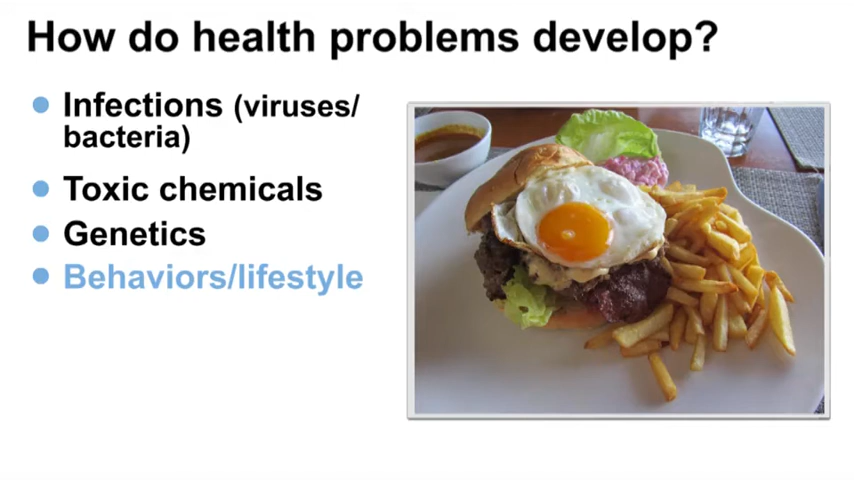 How do health problems develop?
Infections (viruses/
bacteria)
Toxic chemicals
Genetics
Behaviors/lifestyle